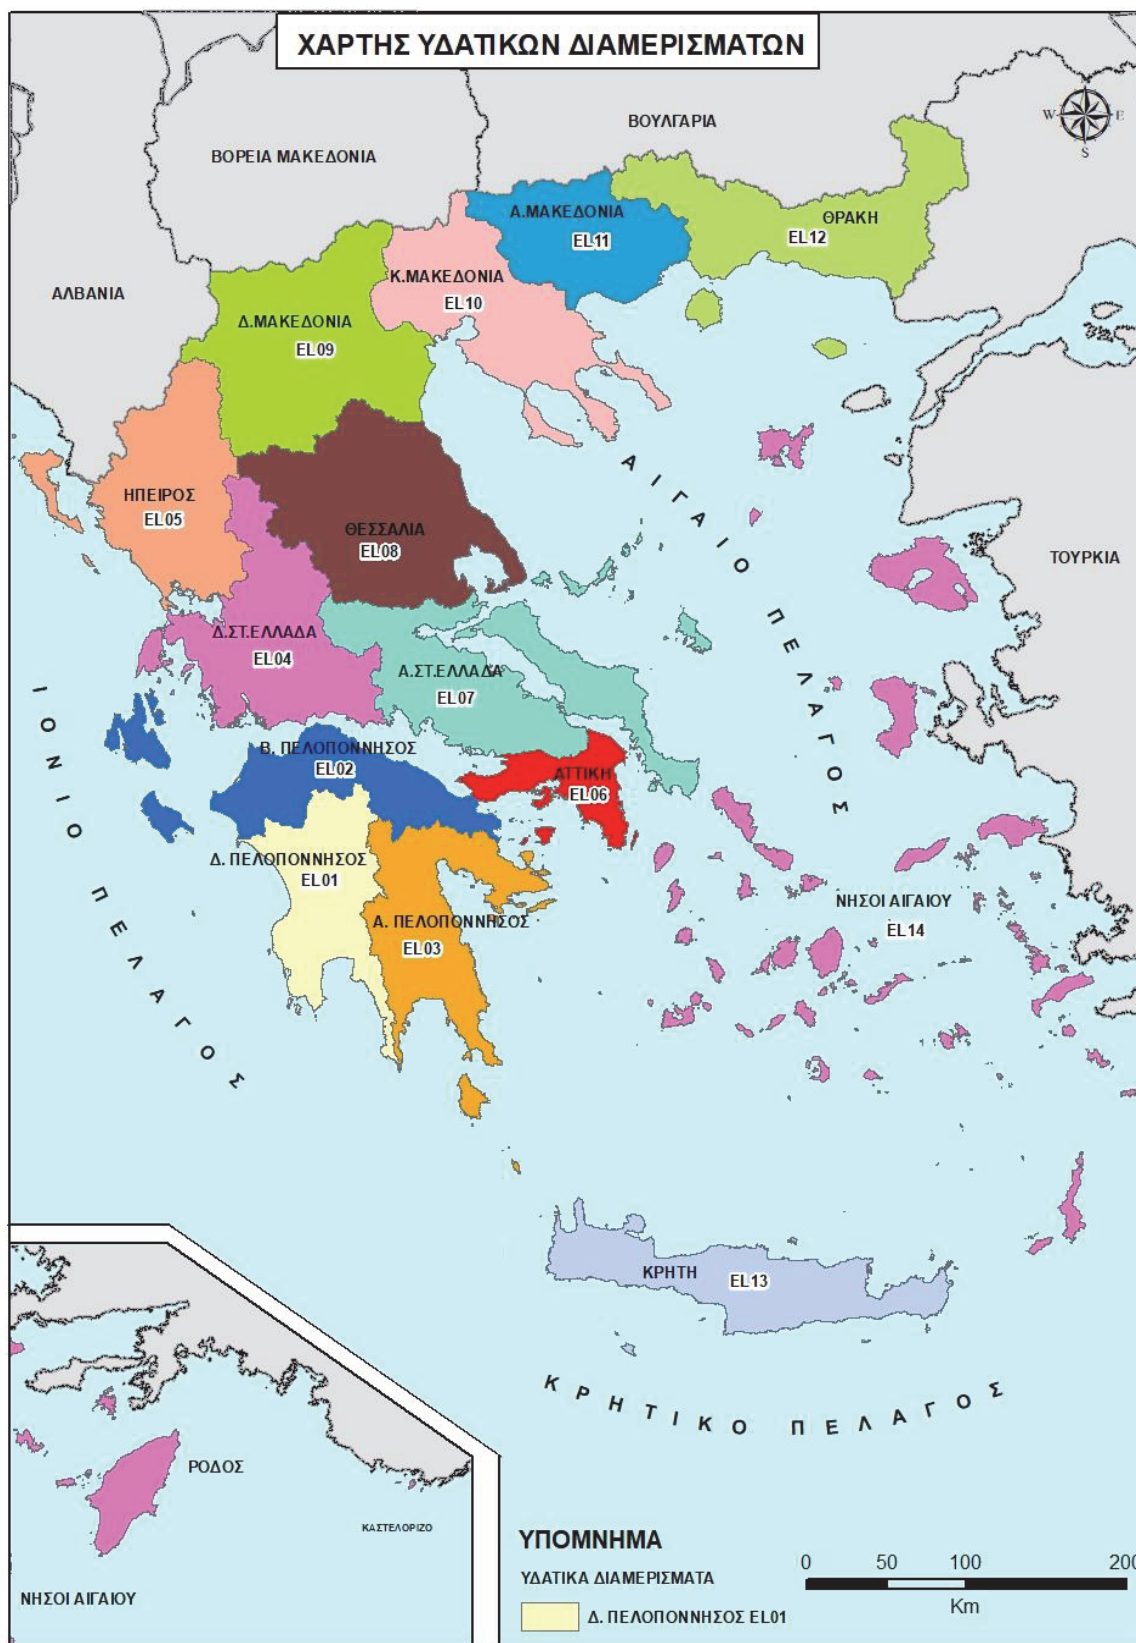 ΧΑΡΤΗΣ ΥΔΑΤΙΚΩΝ ΔΙΑΜΕΡΙΣΜΑΤΩΝ
W E
S
ΒΟΥΛΓΑΡΙΑ
ΒΟΡΕΙΑ ΜΑΚΕΔΟΝΙΑ
Α.ΜΑΚΕΔΟΝΙΑ
EL11
ΘΡΑΚΗ
EL12
ΑΛΒΑΝΙΑ
Κ.ΜΑΚΕΔΟΝΙΑ
EL10
Δ.ΜΑΚΕΔΟΝΙΑ
EL09
ΗΠΕΙΡΟΣ
EL05
ΘΕΣΣΑΛΙΑ
EL08
ΑΙΓΑΙΟ ΠΕΛΑΓΟΣ
ΤΟΥΡΚΙΑ
Δ.ΣΤ.ΕΛΛΑΔΑ
EL04
Α.ΣΤ.ΕΛΛΑΔΑ
EL07
ΙΟΝΙΟ ΠΕΛΑΓΟΣ
Β. ΠΕΛΟΠΟΝΝΗΣΟΣ
EL02
ΑΤΤΙΚΗ
EL06
Δ. ΠΕΛΟΠΟΝΝΗΣΟΣ
EL01
Α. ΠΕΛΟΠΟΝΝΗΣΟΣ
EL03
ΝΗΣΟΙ ΑΙΓΑΙΟΥ
EL14
ΚΡΗΤΗ
EL13
ΚΡΗΤΙΚΟ ΠΕΛΑΓΟΣ
ΡΟΔΟΣ
ΚΑΣΤΕΛΟΡΙΖΟ
ΝΗΣΟΙ ΑΙΓΑΙΟΥ
ΥΠΟΜΝΗΜΑ
ΥΔΑΤΙΚΑ ΔΙΑΜΕΡΙΣΜΑΤΑ
Δ. ΠΕΛΟΠΟΝΝΗΣΟΣ EL01
0 50 100 200
Km